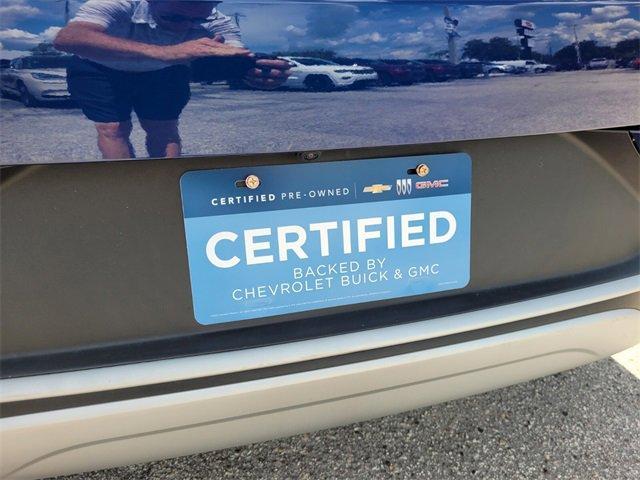 CERTIFIED PRE-OWNED GMC
CERTIFIED
BACKED BY
CHEVROLET BUICK & GMC